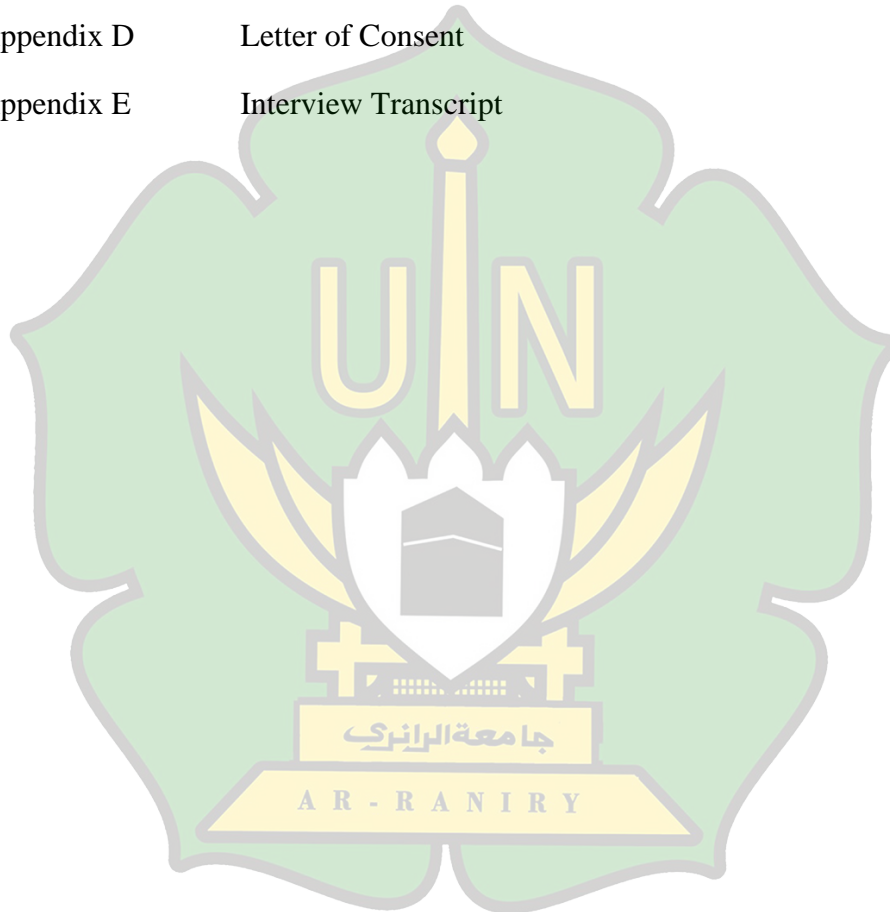 ppendix D Letter of Consent
ppendix E Interview Transcript
UIN
جامعة الرانري
AR-RANIRY